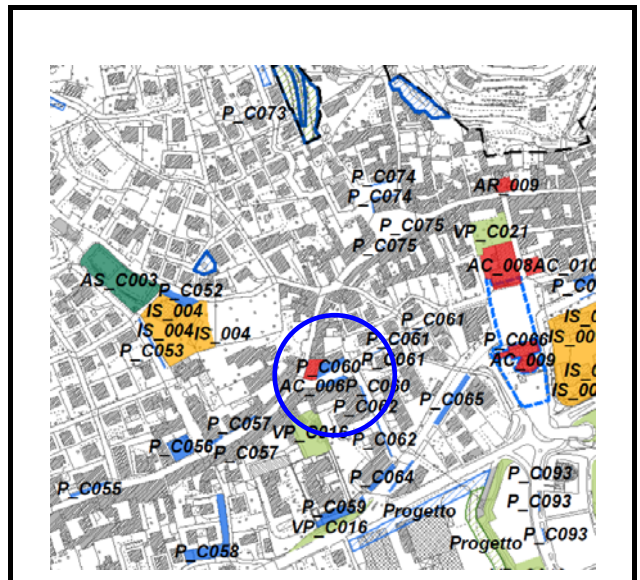 P_C073
P_C074
P_C074
AR_009
P_C075
VP_C021
P_C075
AC_008 AC_010
AS_C003
P_C052
P_C0
IS_004
IS_004 IS_004
P_C053
P_C061
P_C061
P_C066
P_C061
P_C060
AC_009
AC_006 P_C060
P_C062
P_C065
P_C057
VP_C016
P_C056
P_C057
P_C062
P_C064
P_C093
P_C055
P_C059
P_C093
VP_C016
Progetto
P_C093
P_C058
Progetto